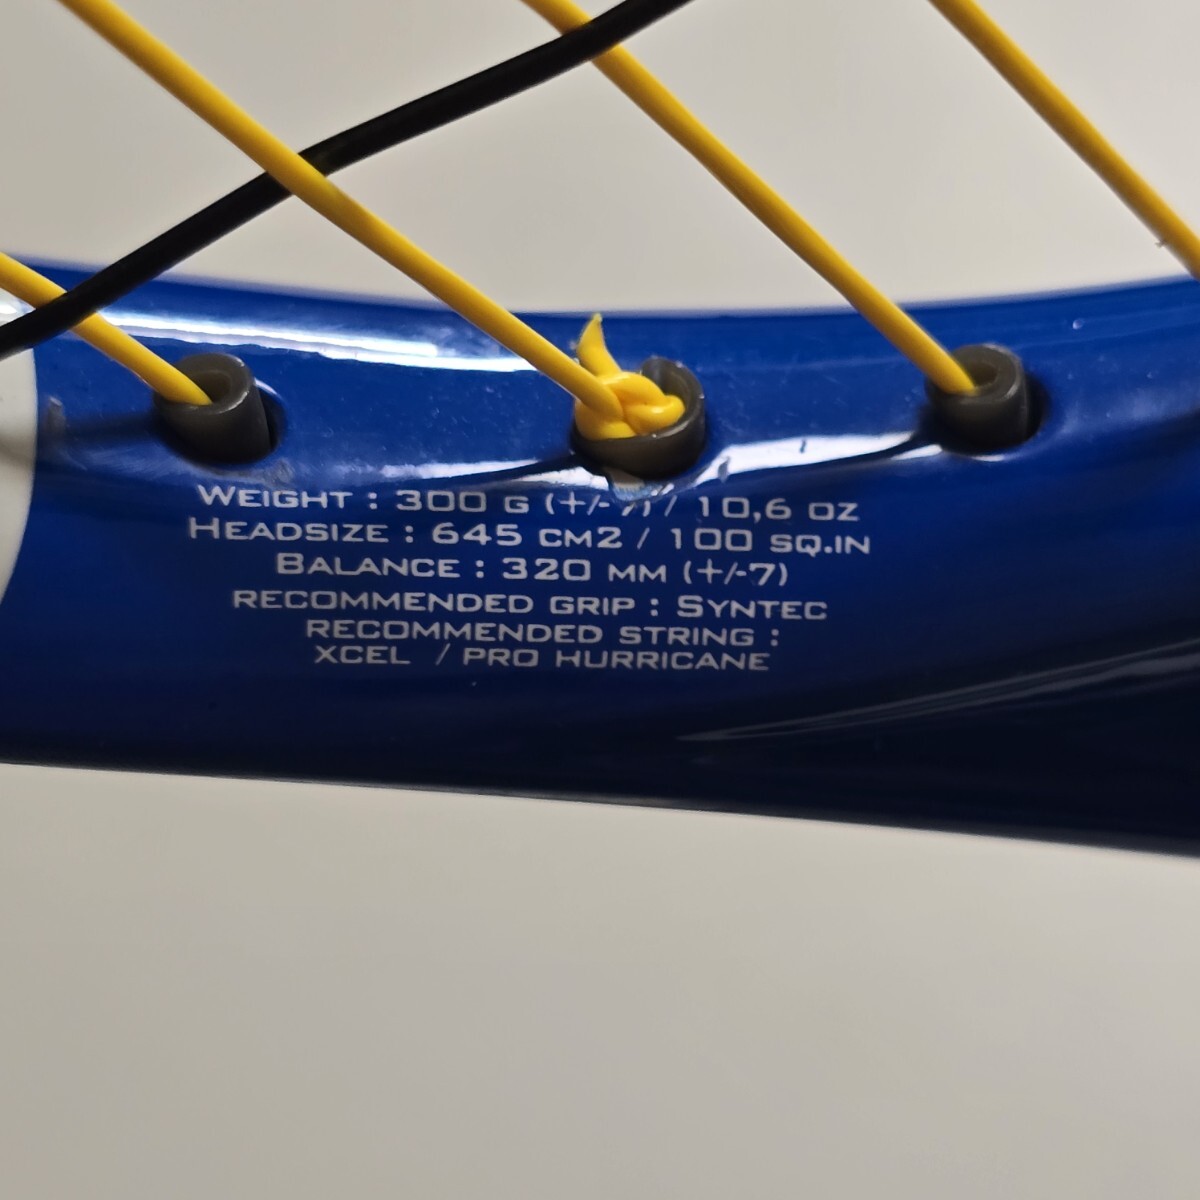 WEIGHT : 300 G (+/-7) / 10,6 OZ
HEADSIZE : 645 CM2 / 100 SQ.IN
BALANCE : 320 MM (+/-7)
RECOMMENDED GRIP : SYNTEC
RECOMMENDED STRING :
XCEL / PRO HURRICANE